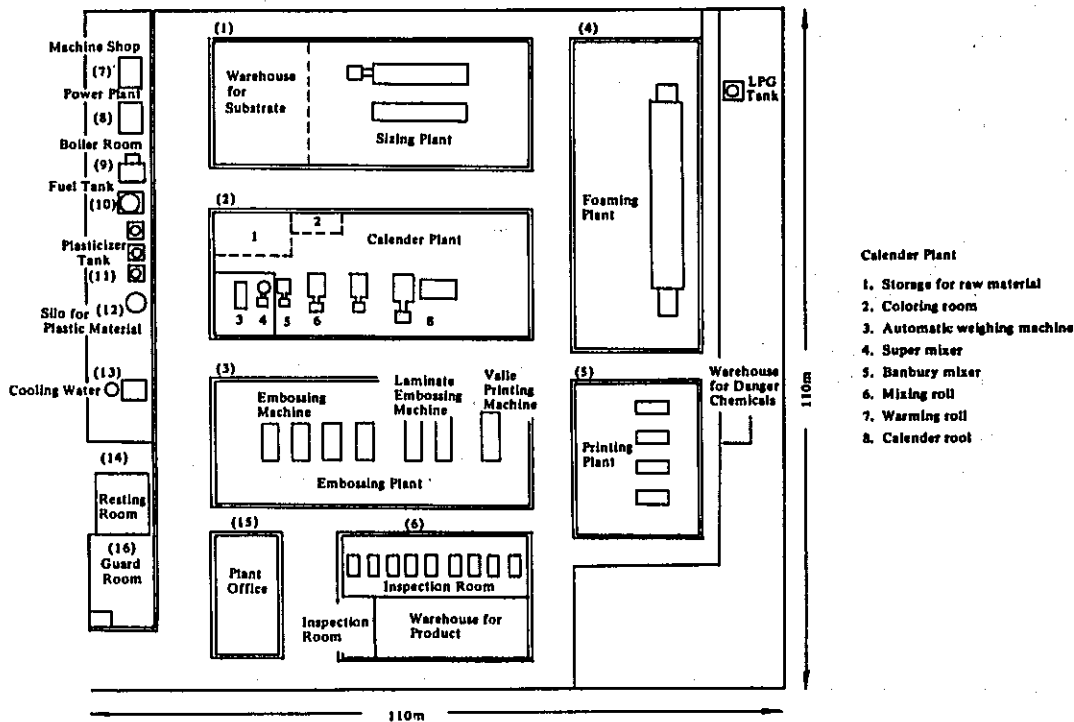 (1)
(4)
Machine Shop
(7)
Power Plant
(8)
Boiler Room
(9)
Fuel Tank
(10)
Plasticizer
Tank
(11)
(12)
Silo for
Plastic Material
(13)
Cooling Water
(14)
Resting
Room
(16)
Guard
Room
Warehouse
for
Substrate
Sizing Plant
(2)
1
2
Calender Plant
3
4
5
6
8
(3)
Embossing
Machine
Laminate
Embossing
Machine
Valie
Printing
Machine
Embossing Plant
(15)
Plant
Office
(6)
Inspection Room
Inspection
Room
Warehouse for
Product
Foaming
Plant
(5)
Printing
Plant
LPG
Tank
Warehouse
for Danger
Chemicals
110m
110m
Calender Plant
1. Storage for raw material
2. Coloring room
3. Automatic weighing machine
4. Super mixer
5. Banbury mixer
6. Mixing roll
7. Warming roll
8. Calender rool